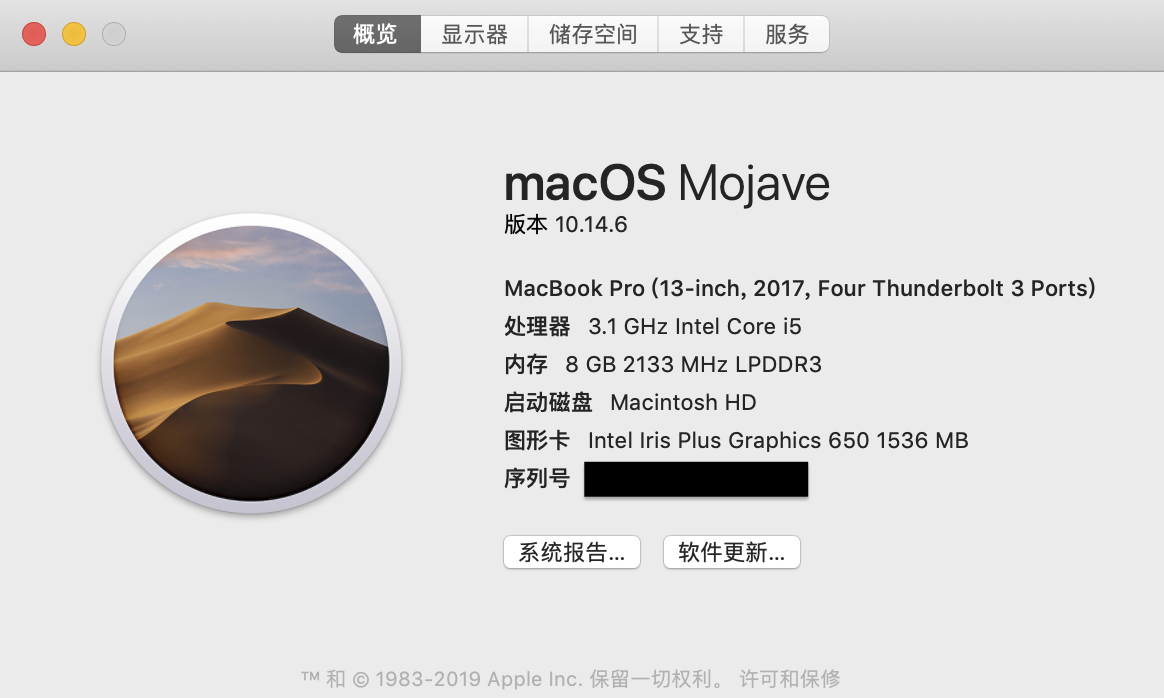 概览 显示器 储存空间 支持 服务
macOS Mojave
版本 10.14.6
MacBook Pro (13-inch, 2017, Four Thunderbolt 3 Ports)
处理器 3.1 GHz Intel Core i5
内存 8 GB 2133 MHz LPDDR3
启动磁盘 Macintosh HD
图形卡 Intel Iris Plus Graphics 650 1536 MB
序列号
系统报告... 软件更新...
™ 和 © 1983-2019 Apple Inc. 保留一切权利。 许可和保修